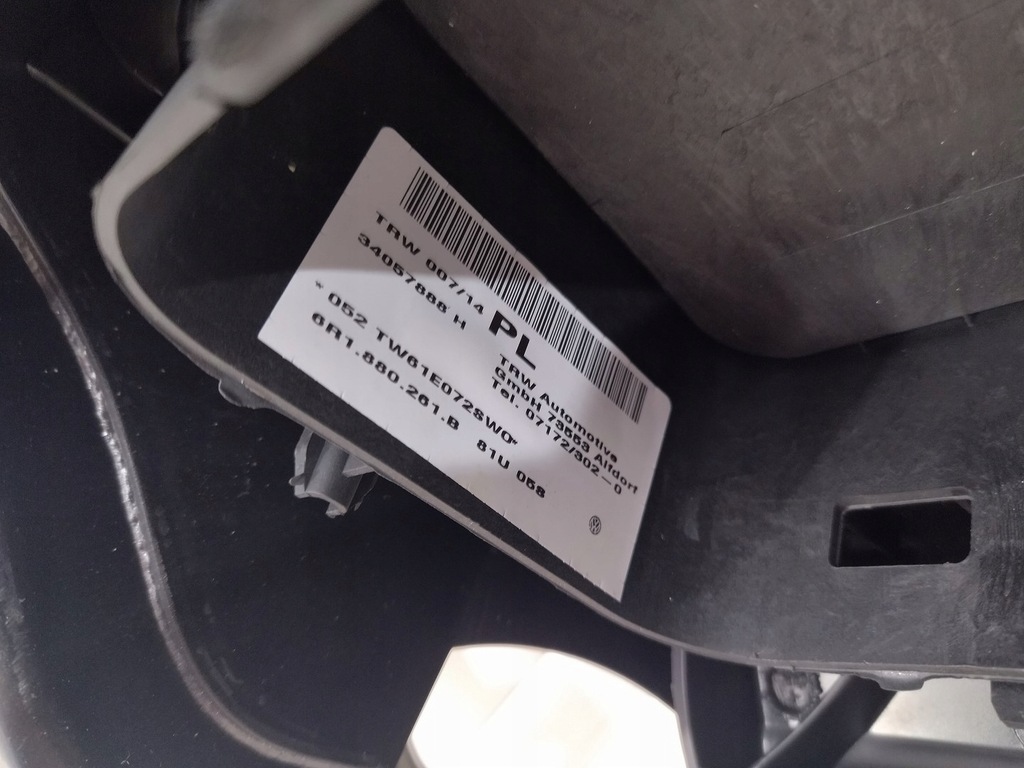 TRW 007/14
34057888 H
PL
TRW Automotive
GmbH 73553 Alfdorf
Tel. 07172/302-0
*052 TW61E072SW0*
6R1.880.261.B 81U 058